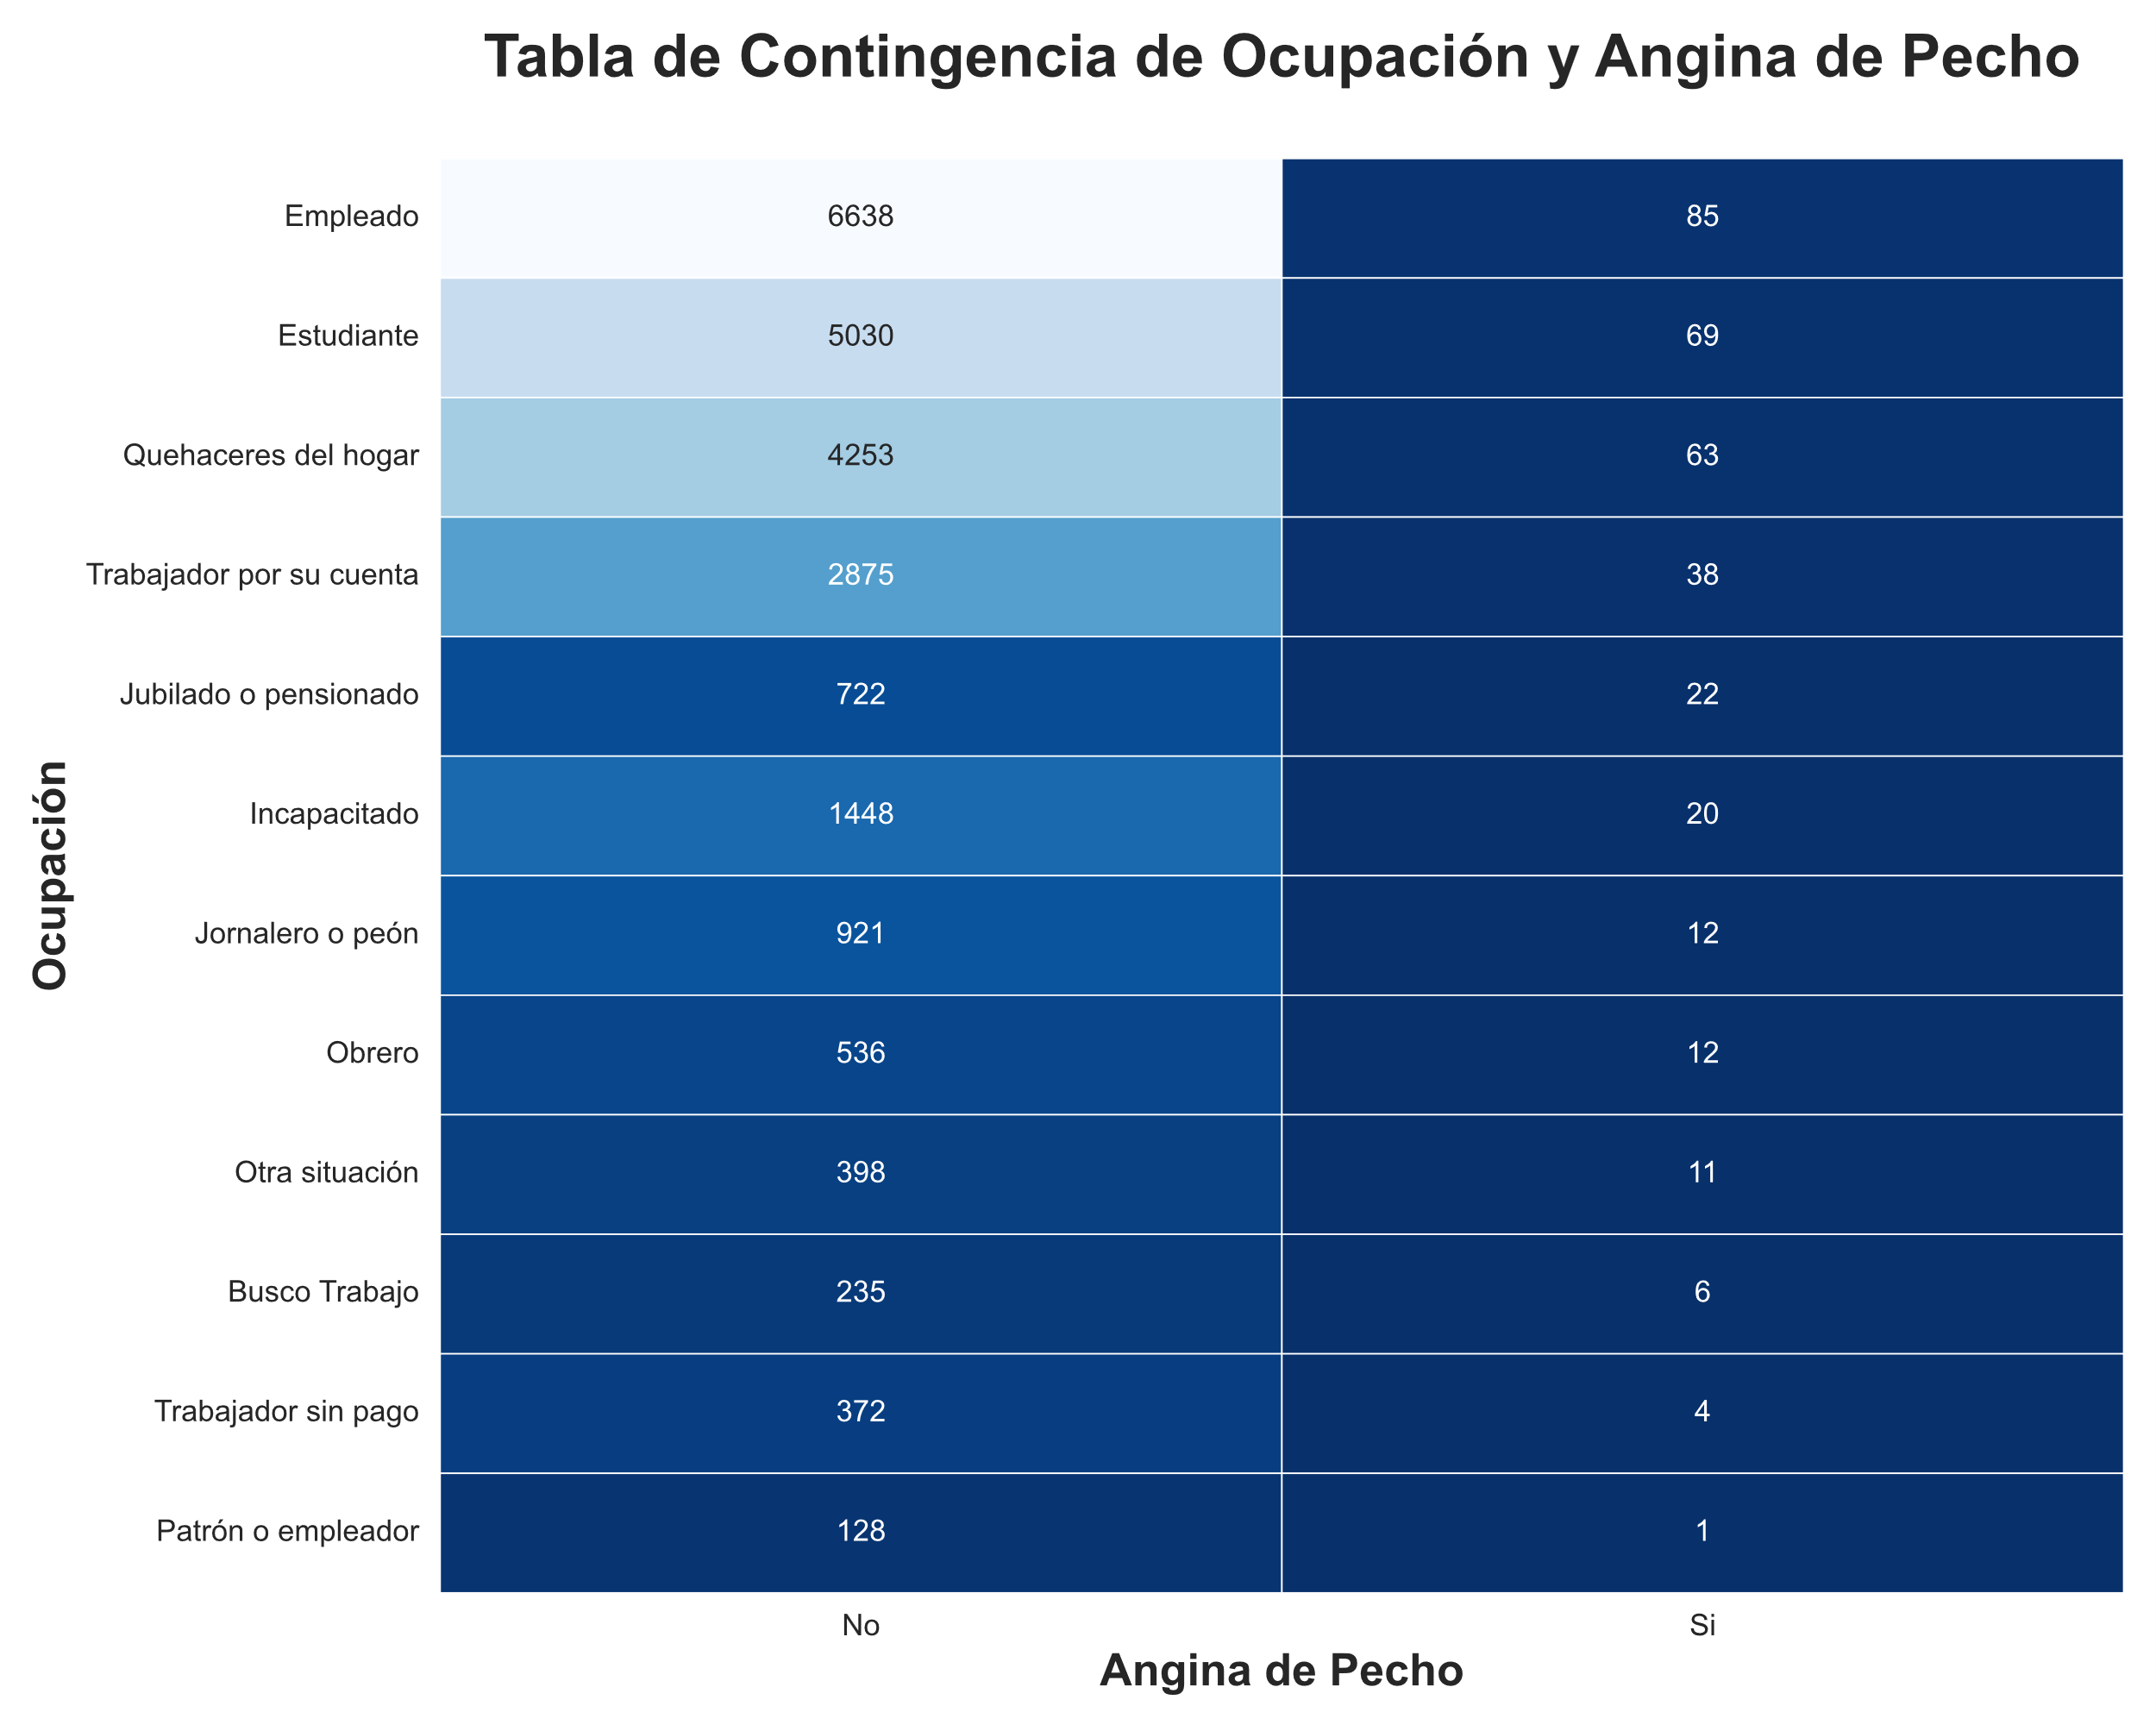 Tabla de Contingencia de Ocupación y Angina de Pecho
Ocupación
Empleado 6638 85
Estudiante 5030 69
Quehaceres del hogar 4253 63
Trabajador por su cuenta 2875 38
Jubilado o pensionado 722 22
Incapacitado 1448 20
Jornalero o peón 921 12
Obrero 536 12
Otra situación 398 11
Busco Trabajo 235 6
Trabajador sin pago 372 4
Patrón o empleador 128 1
No Si
Angina de Pecho